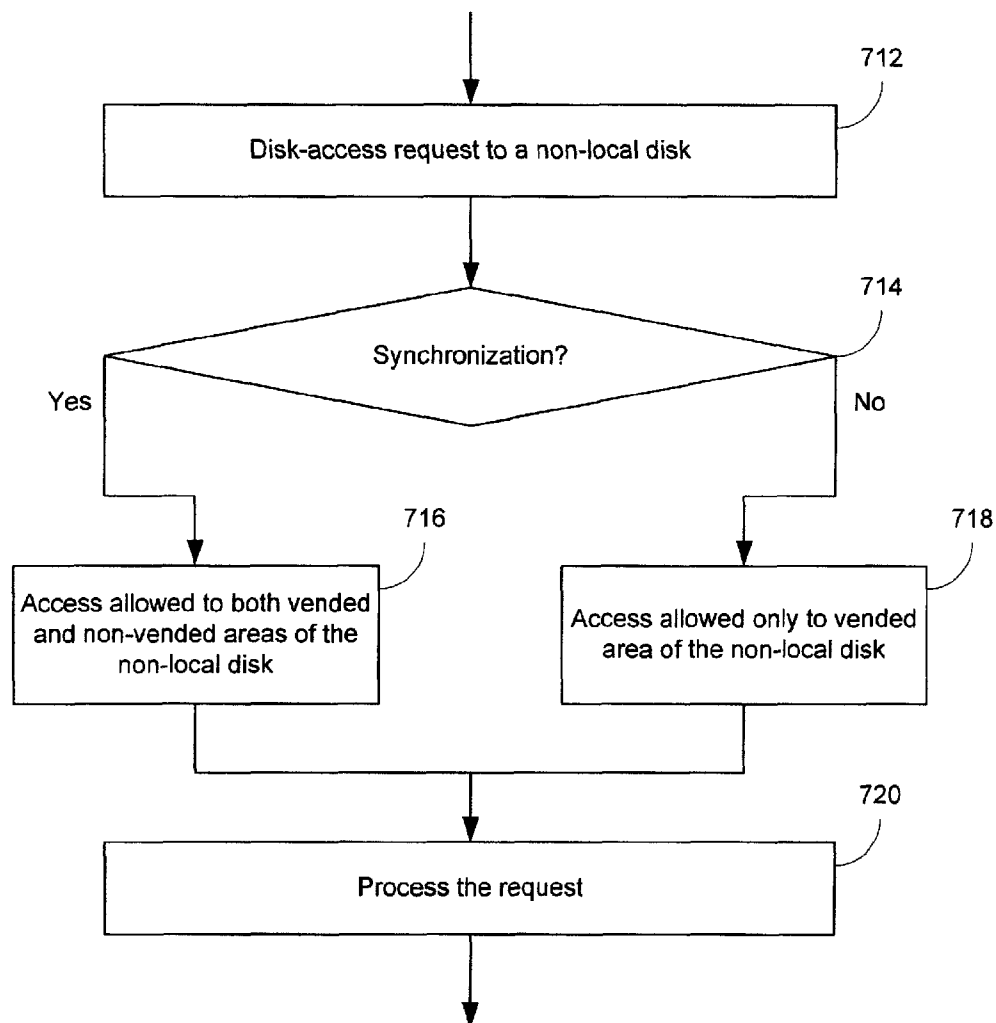 712
Disk-access request to a non-local disk
714
Synchronization?
Yes
No
716
718
Access allowed to both vended
and non-vended areas of the
non-local disk
Access allowed only to vended
area of the non-local disk
720
Process the request